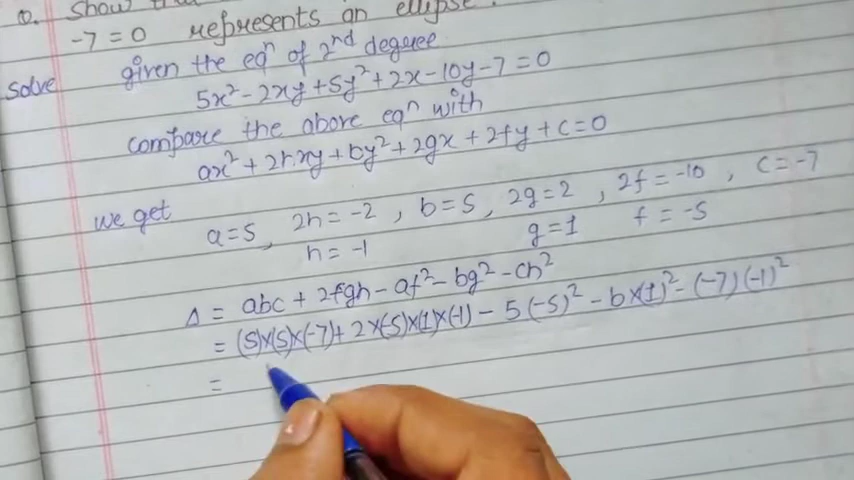 Q. Show that
-7 = 0 represents an ellipse.
Solve given the eqⁿ of 2nd degree
5x² - 2xy + 5y² + 2x - 10y - 7 = 0
compare the above eqⁿ with
ax² + 2hxy + by² + 2gx + 2fy + c = 0
we get
a = 5, 2h = -2, b = 5, 2g = 2, 2f = -10, c = -7
h = -1 g = 1 f = -5
Δ = abc + 2fgh - af² - bg² - ch²
= (5)×(5)×(-7) + 2×(-5)×(1)×(-1) - 5(-5)² - b×(1)² - (-7)(-1)²
=